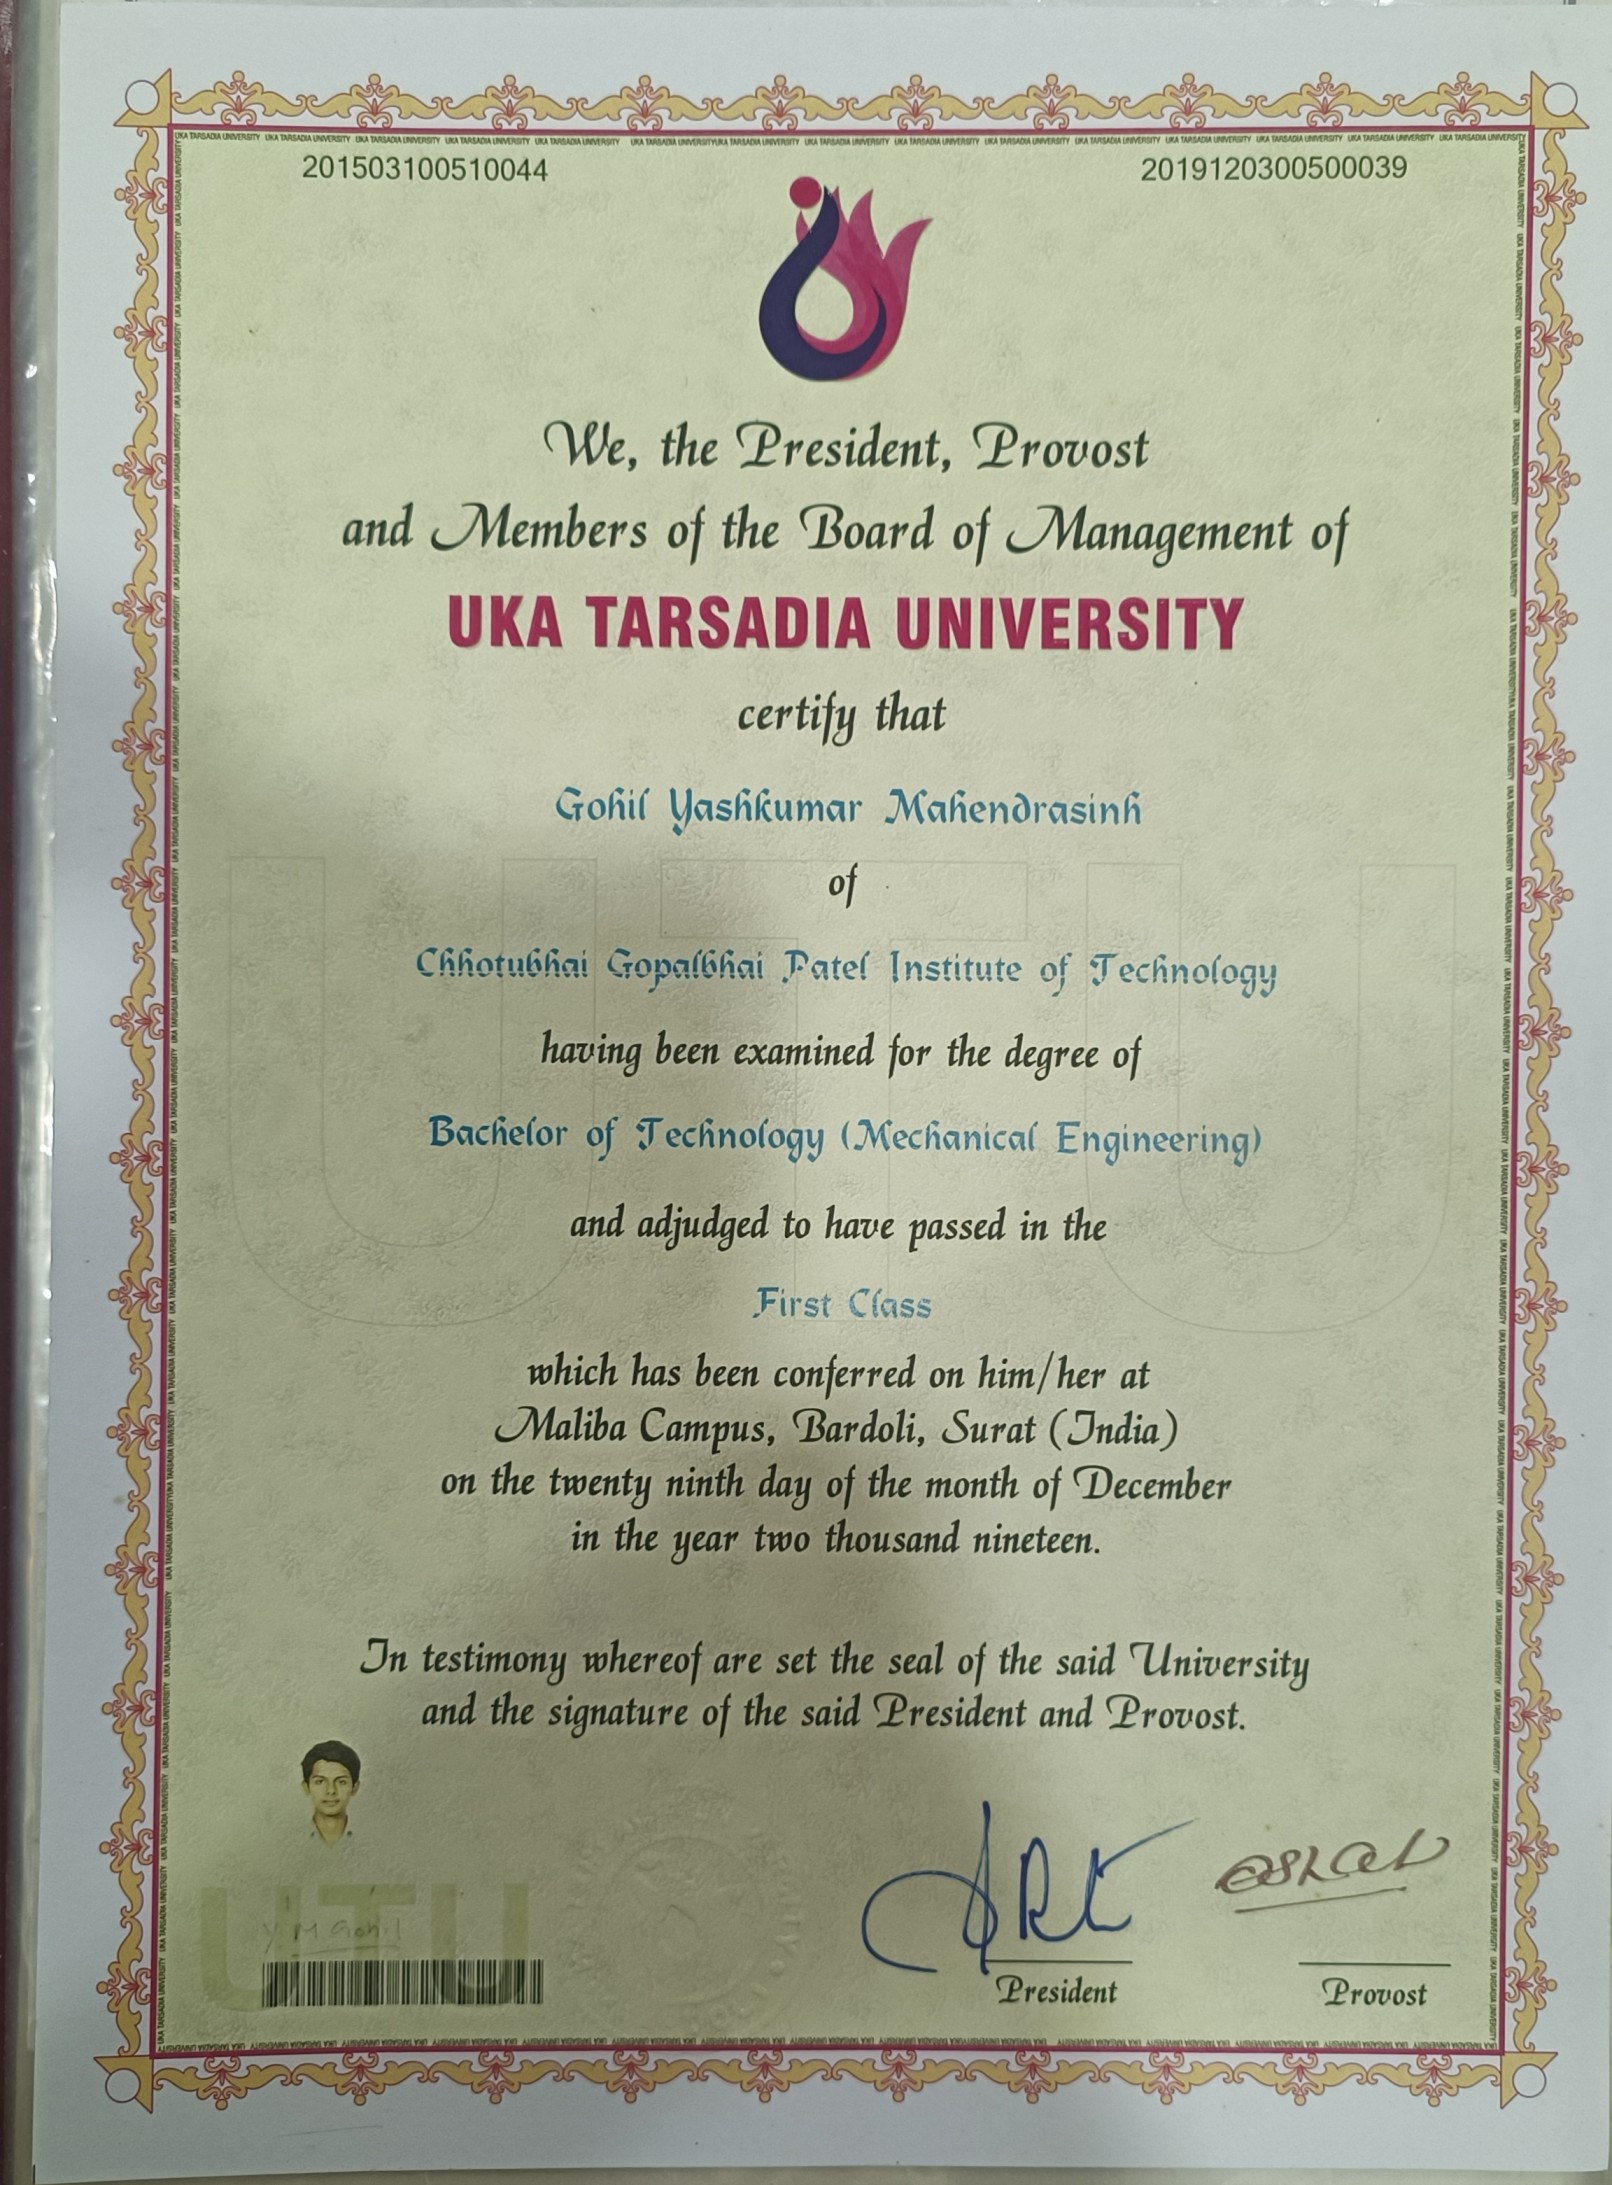 201503100510044
2019120300500039
We, the President, Provost
and Members of the Board of Management of
UKA TARSADIA UNIVERSITY
certify that
Gohil Yashkumar Mahendrasinh
of
Chhotubhai Gopalbhai Patel Institute of Technology
having been examined for the degree of
Bachelor of Technology (Mechanical Engineering)
and adjudged to have passed in the
First Class
which has been conferred on him/her at
Maliba Campus, Bardoli, Surat (India)
on the twenty ninth day of the month of December
in the year two thousand nineteen.
In testimony whereof are set the seal of the said University
and the signature of the said President and Provost.
UTU
Y M Gohil
President
Provost